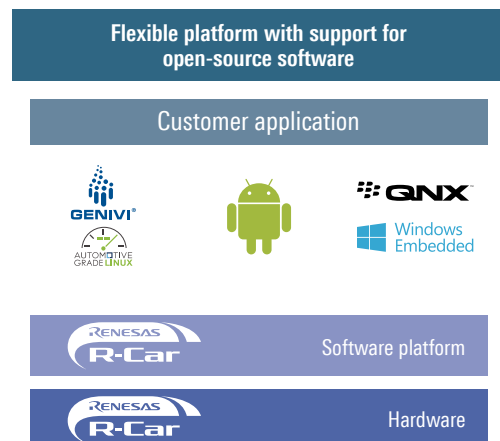 Flexible platform with support for
open-source software
Customer application
GENIVI®
AUTOMOTIVE
GRADE LINUX
QNX
Windows
Embedded
RENESAS
R-Car
Software platform
RENESAS
R-Car
Hardware